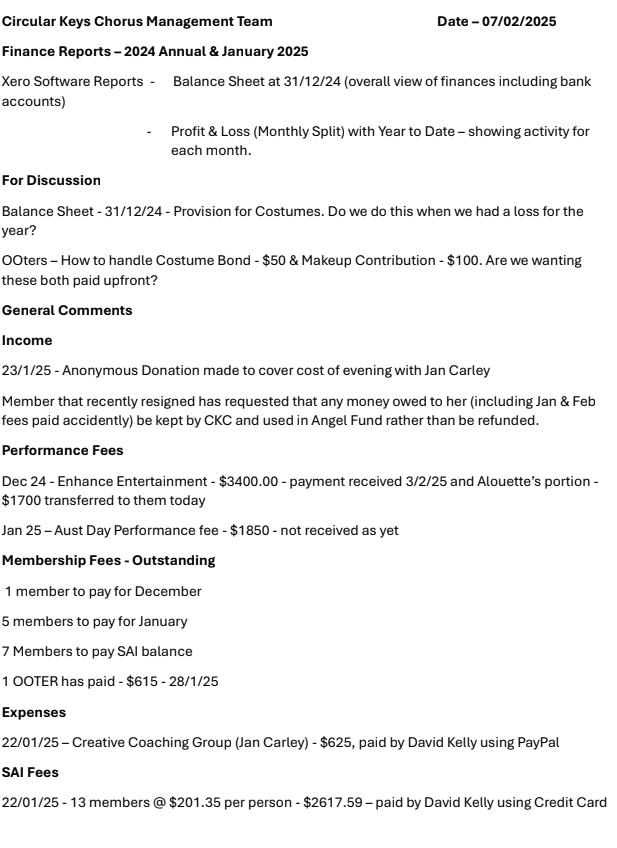 Circular Keys Chorus Management Team Date – 07/02/2025
Finance Reports – 2024 Annual & January 2025
Xero Software Reports - Balance Sheet at 31/12/24 (overall view of finances including bank
accounts)
- Profit & Loss (Monthly Split) with Year to Date – showing activity for
each month.
For Discussion
Balance Sheet - 31/12/24 - Provision for Costumes. Do we do this when we had a loss for the
year?
OOters – How to handle Costume Bond - $50 & Makeup Contribution - $100. Are we wanting
these both paid upfront?
General Comments
Income
23/1/25 - Anonymous Donation made to cover cost of evening with Jan Carley
Member that recently resigned has requested that any money owed to her (including Jan & Feb
fees paid accidently) be kept by CKC and used in Angel Fund rather than be refunded.
Performance Fees
Dec 24 - Enhance Entertainment - $3400.00 - payment received 3/2/25 and Alouette’s portion -
$1700 transferred to them today
Jan 25 – Aust Day Performance fee - $1850 - not received as yet
Membership Fees - Outstanding
1 member to pay for December
5 members to pay for January
7 Members to pay SAI balance
1 OOTER has paid - $615 - 28/1/25
Expenses
22/01/25 – Creative Coaching Group (Jan Carley) - $625, paid by David Kelly using PayPal
SAI Fees
22/01/25 - 13 members @ $201.35 per person - $2617.59 – paid by David Kelly using Credit Card